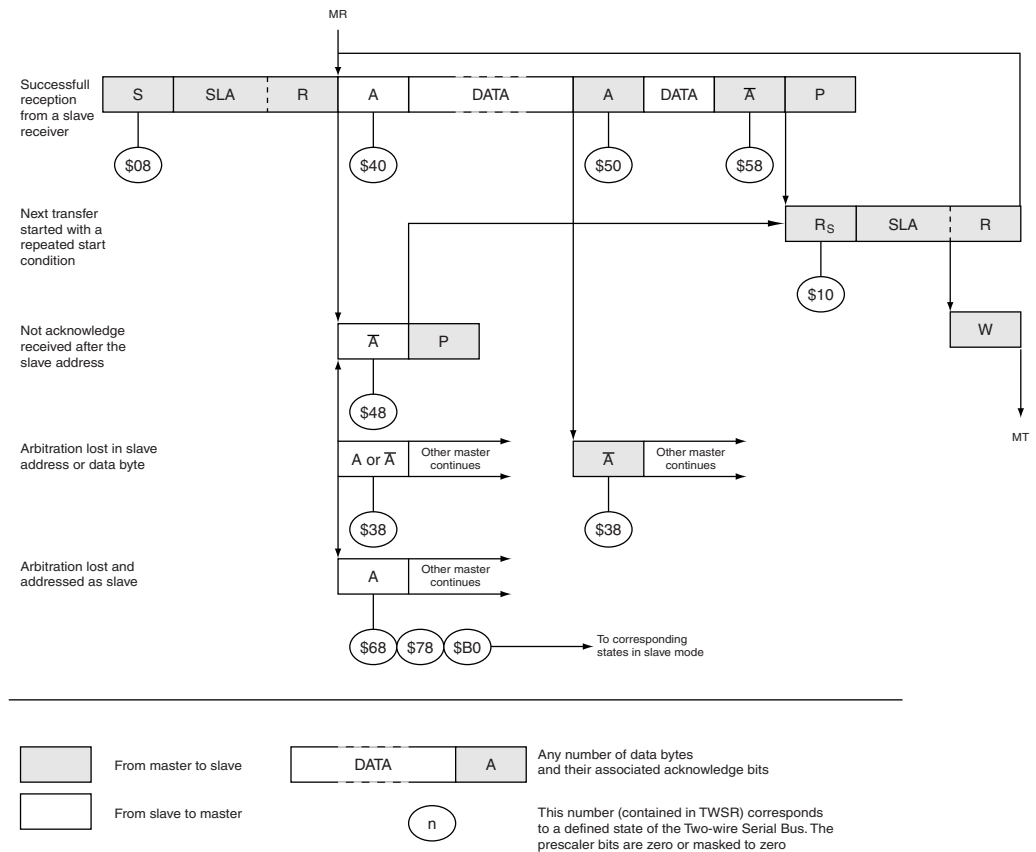 MR
Successfull
reception
from a slave
receiver
S SLA R A DATA A DATA A̅ P
$08 $40 $50 $58
Next transfer
started with a
repeated start
condition
RS SLA R
$10
Not acknowledge
received after the
slave address
A̅ P
W
$48
MT
Arbitration lost in slave
address or data byte
A or A̅
Other master
continues
A̅
Other master
continues
$38 $38
Arbitration lost and
addressed as slave
A
Other master
continues
$68 $78 $B0
To corresponding
states in slave mode
From master to slave
DATA A
Any number of data bytes
and their associated acknowledge bits
From slave to master
n
This number (contained in TWSR) corresponds
to a defined state of the Two-wire Serial Bus. The
prescaler bits are zero or masked to zero